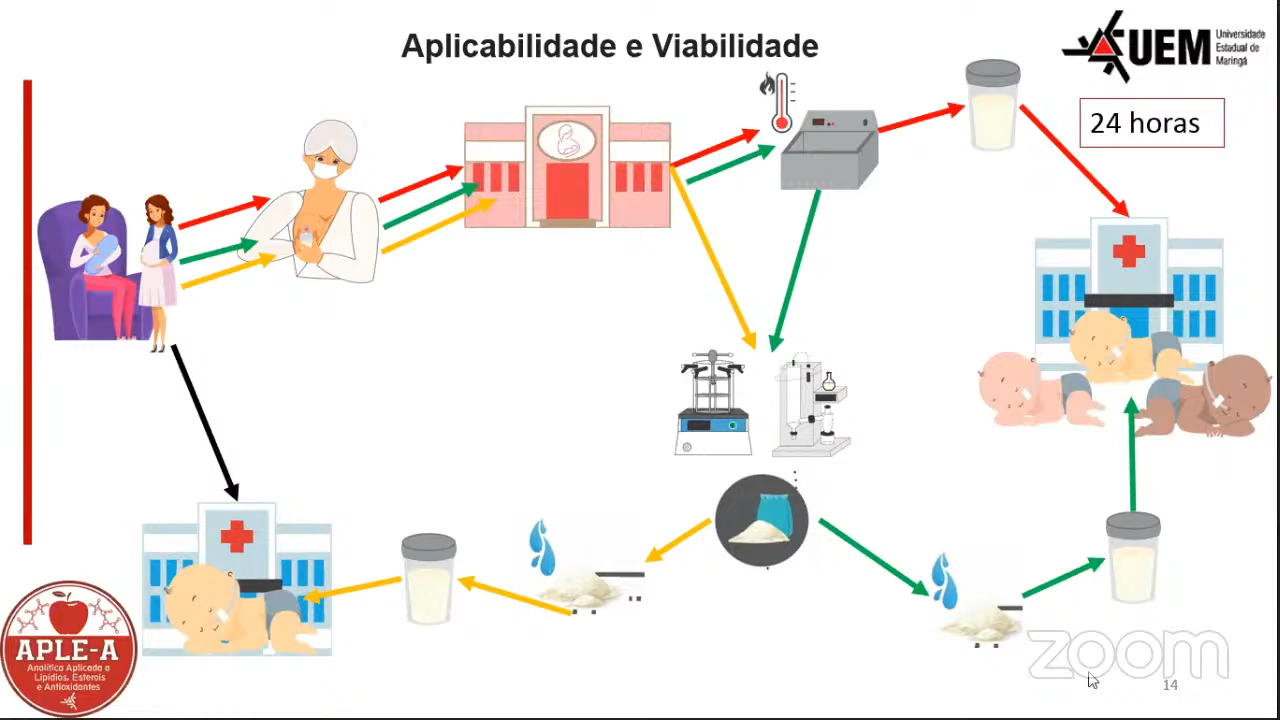 Aplicabilidade e Viabilidade
UEM
Universidade
Estadual de
Maringá
24 horas
APLE-A
Analítica Aplicada a
Lipídios, Esterois
e Antioxidantes
zoom
14